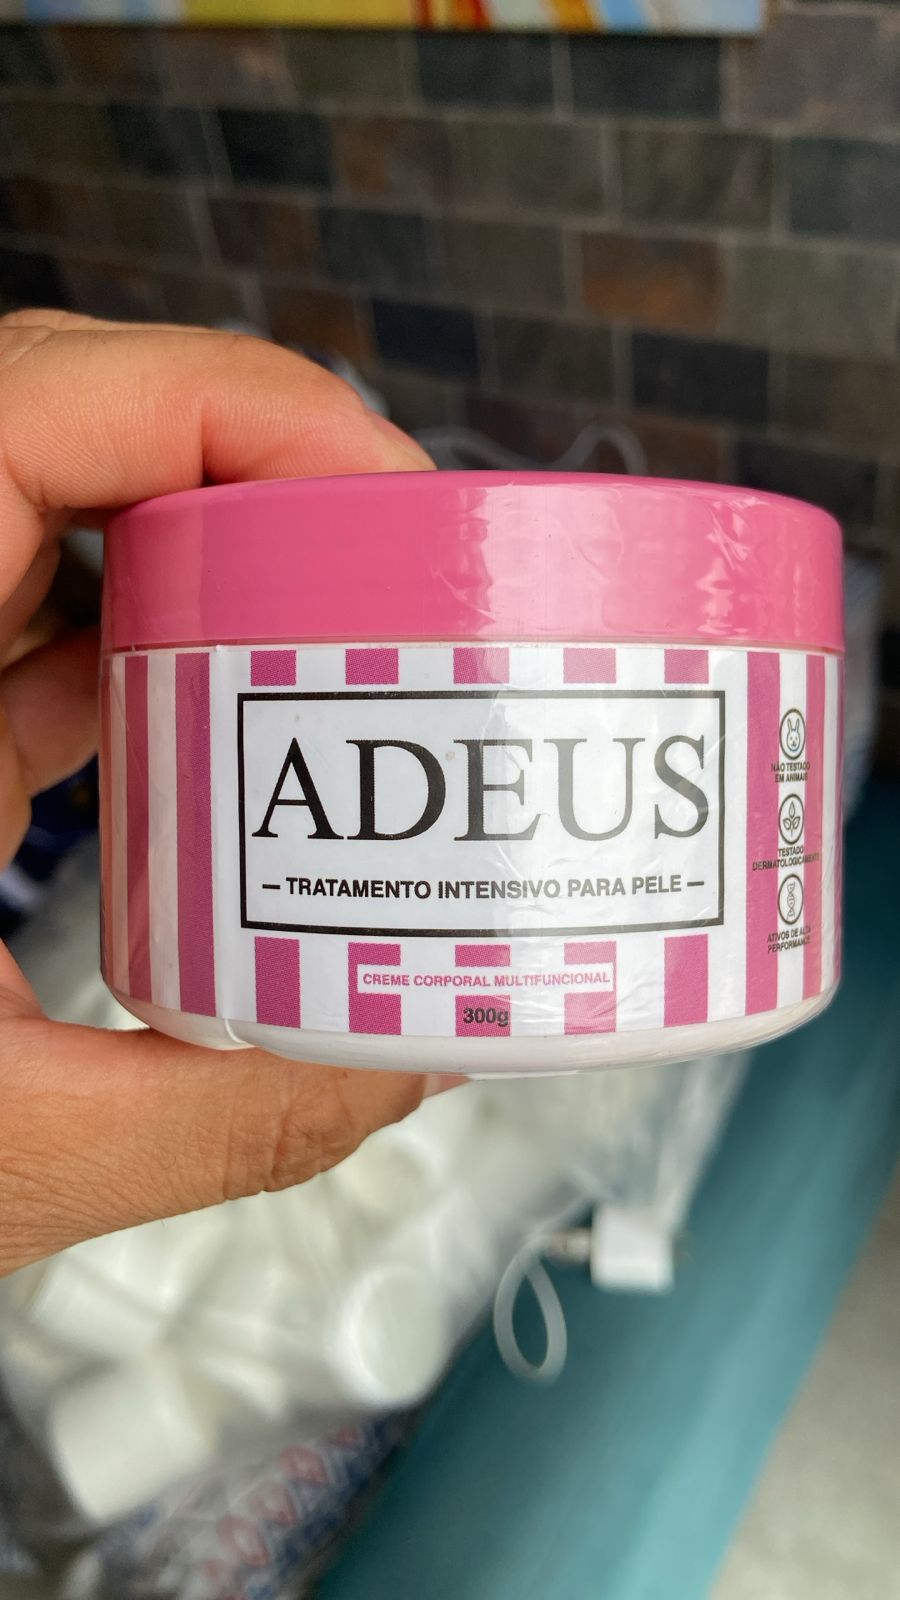 ADEUS
— TRATAMENTO INTENSIVO PARA PELE —
CREME CORPORAL MULTIFUNCIONAL
300g
NÃO TESTADO
EM ANIMAIS
TESTADO
DERMATOLOGICAMENTE
ATIVOS DE ALTA
PERFORMANCE